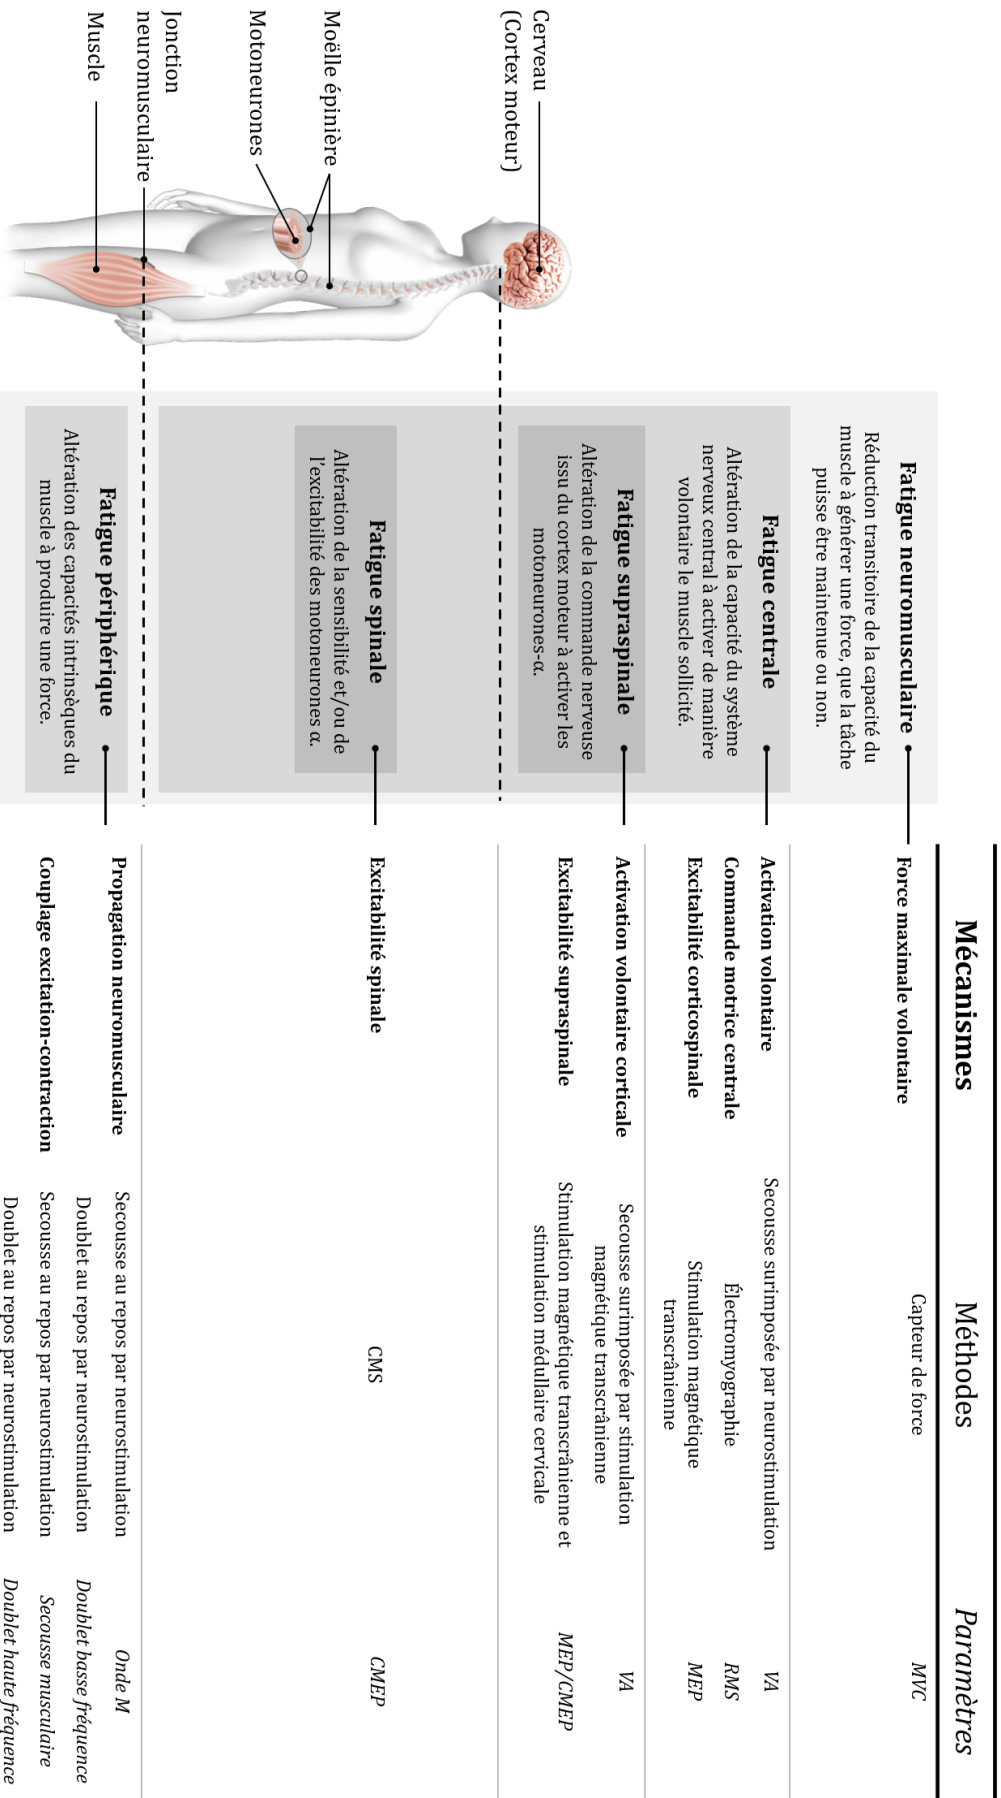 Mécanismes
Méthodes
Paramètres
Cerveau
(Cortex moteur)
Moëlle épinière
Motoneurones
Jonction
neuromusculaire
Muscle
Fatigue neuromusculaire
Réduction transitoire de la capacité du
muscle à générer une force, que la tâche
puisse être maintenue ou non.
Force maximale volontaire
Capteur de force
MVC
Fatigue centrale
Altération de la capacité du système
nerveux central à activer de manière
volontaire le muscle sollicité.
Activation volontaire
Secousse surimposée par neurostimulation
VA
Commande motrice centrale
Électromyographie
RMS
Excitabilité corticospinale
Stimulation magnétique
transcrânienne
MEP
Fatigue supraspinale
Altération de la commande nerveuse
issu du cortex moteur à activer les
motoneurones-α.
Activation volontaire corticale
Secousse surimposée par stimulation
magnétique transcrânienne
VA
Excitabilité supraspinale
Stimulation magnétique transcrânienne et
stimulation médullaire cervicale
MEP/CMEP
Fatigue spinale
Altération de la sensibilité et/ou de
l'excitabilité des motoneurones α.
Excitabilité spinale
CMS
CMEP
Fatigue périphérique
Altération des capacités intrinsèques du
muscle à produire une force.
Propagation neuromusculaire
Secousse au repos par neurostimulation
Onde M
Doublet au repos par neurostimulation
Doublet basse fréquence
Couplage excitation-contraction
Secousse au repos par neurostimulation
Secousse musculaire
Doublet au repos par neurostimulation
Doublet haute fréquence